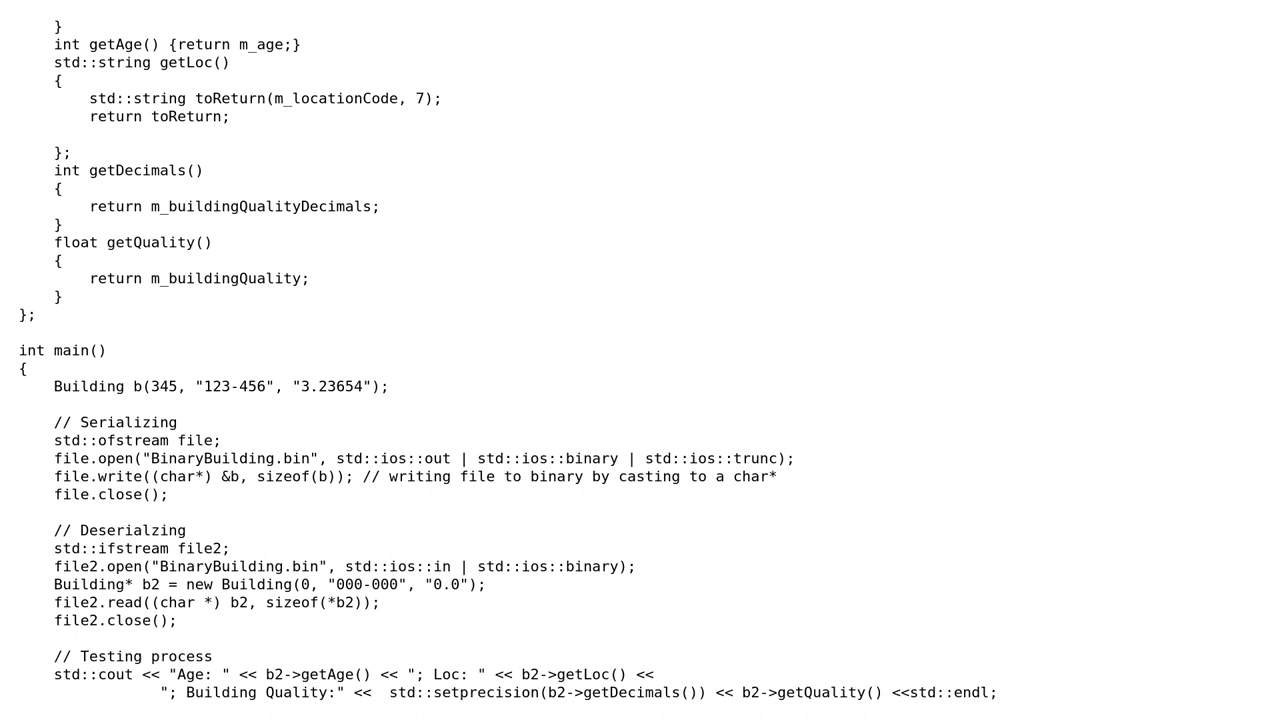 }
    int getAge() {return m_age;}
    std::string getLoc()
    {
        std::string toReturn(m_locationCode, 7);
        return toReturn;

    };
    int getDecimals()
    {
        return m_buildingQualityDecimals;
    }
    float getQuality()
    {
        return m_buildingQuality;
    }
};

int main()
{
    Building b(345, "123-456", "3.23654");

    // Serializing
    std::ofstream file;
    file.open("BinaryBuilding.bin", std::ios::out | std::ios::binary | std::ios::trunc);
    file.write((char*) &b, sizeof(b)); // writing file to binary by casting to a char*
    file.close();

    // Deserialzing
    std::ifstream file2;
    file2.open("BinaryBuilding.bin", std::ios::in | std::ios::binary);
    Building* b2 = new Building(0, "000-000", "0.0");
    file2.read((char *) b2, sizeof(*b2));
    file2.close();

    // Testing process
    std::cout << "Age: " << b2->getAge() << "; Loc: " << b2->getLoc() <<
                "; Building Quality:" <<  std::setprecision(b2->getDecimals()) << b2->getQuality() <<std::endl;